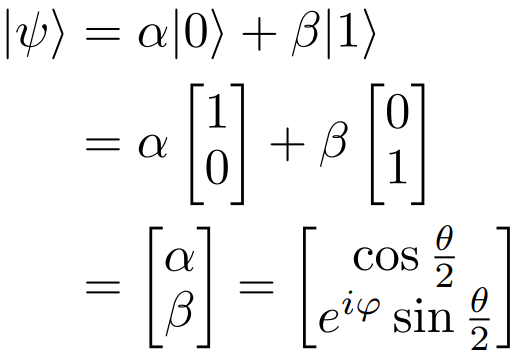 |ψ⟩ = α|0⟩ + β|1⟩
= α [1 0] + β [0 1]
= [α β] = [cos θ/2 e^{iφ} sin θ/2]